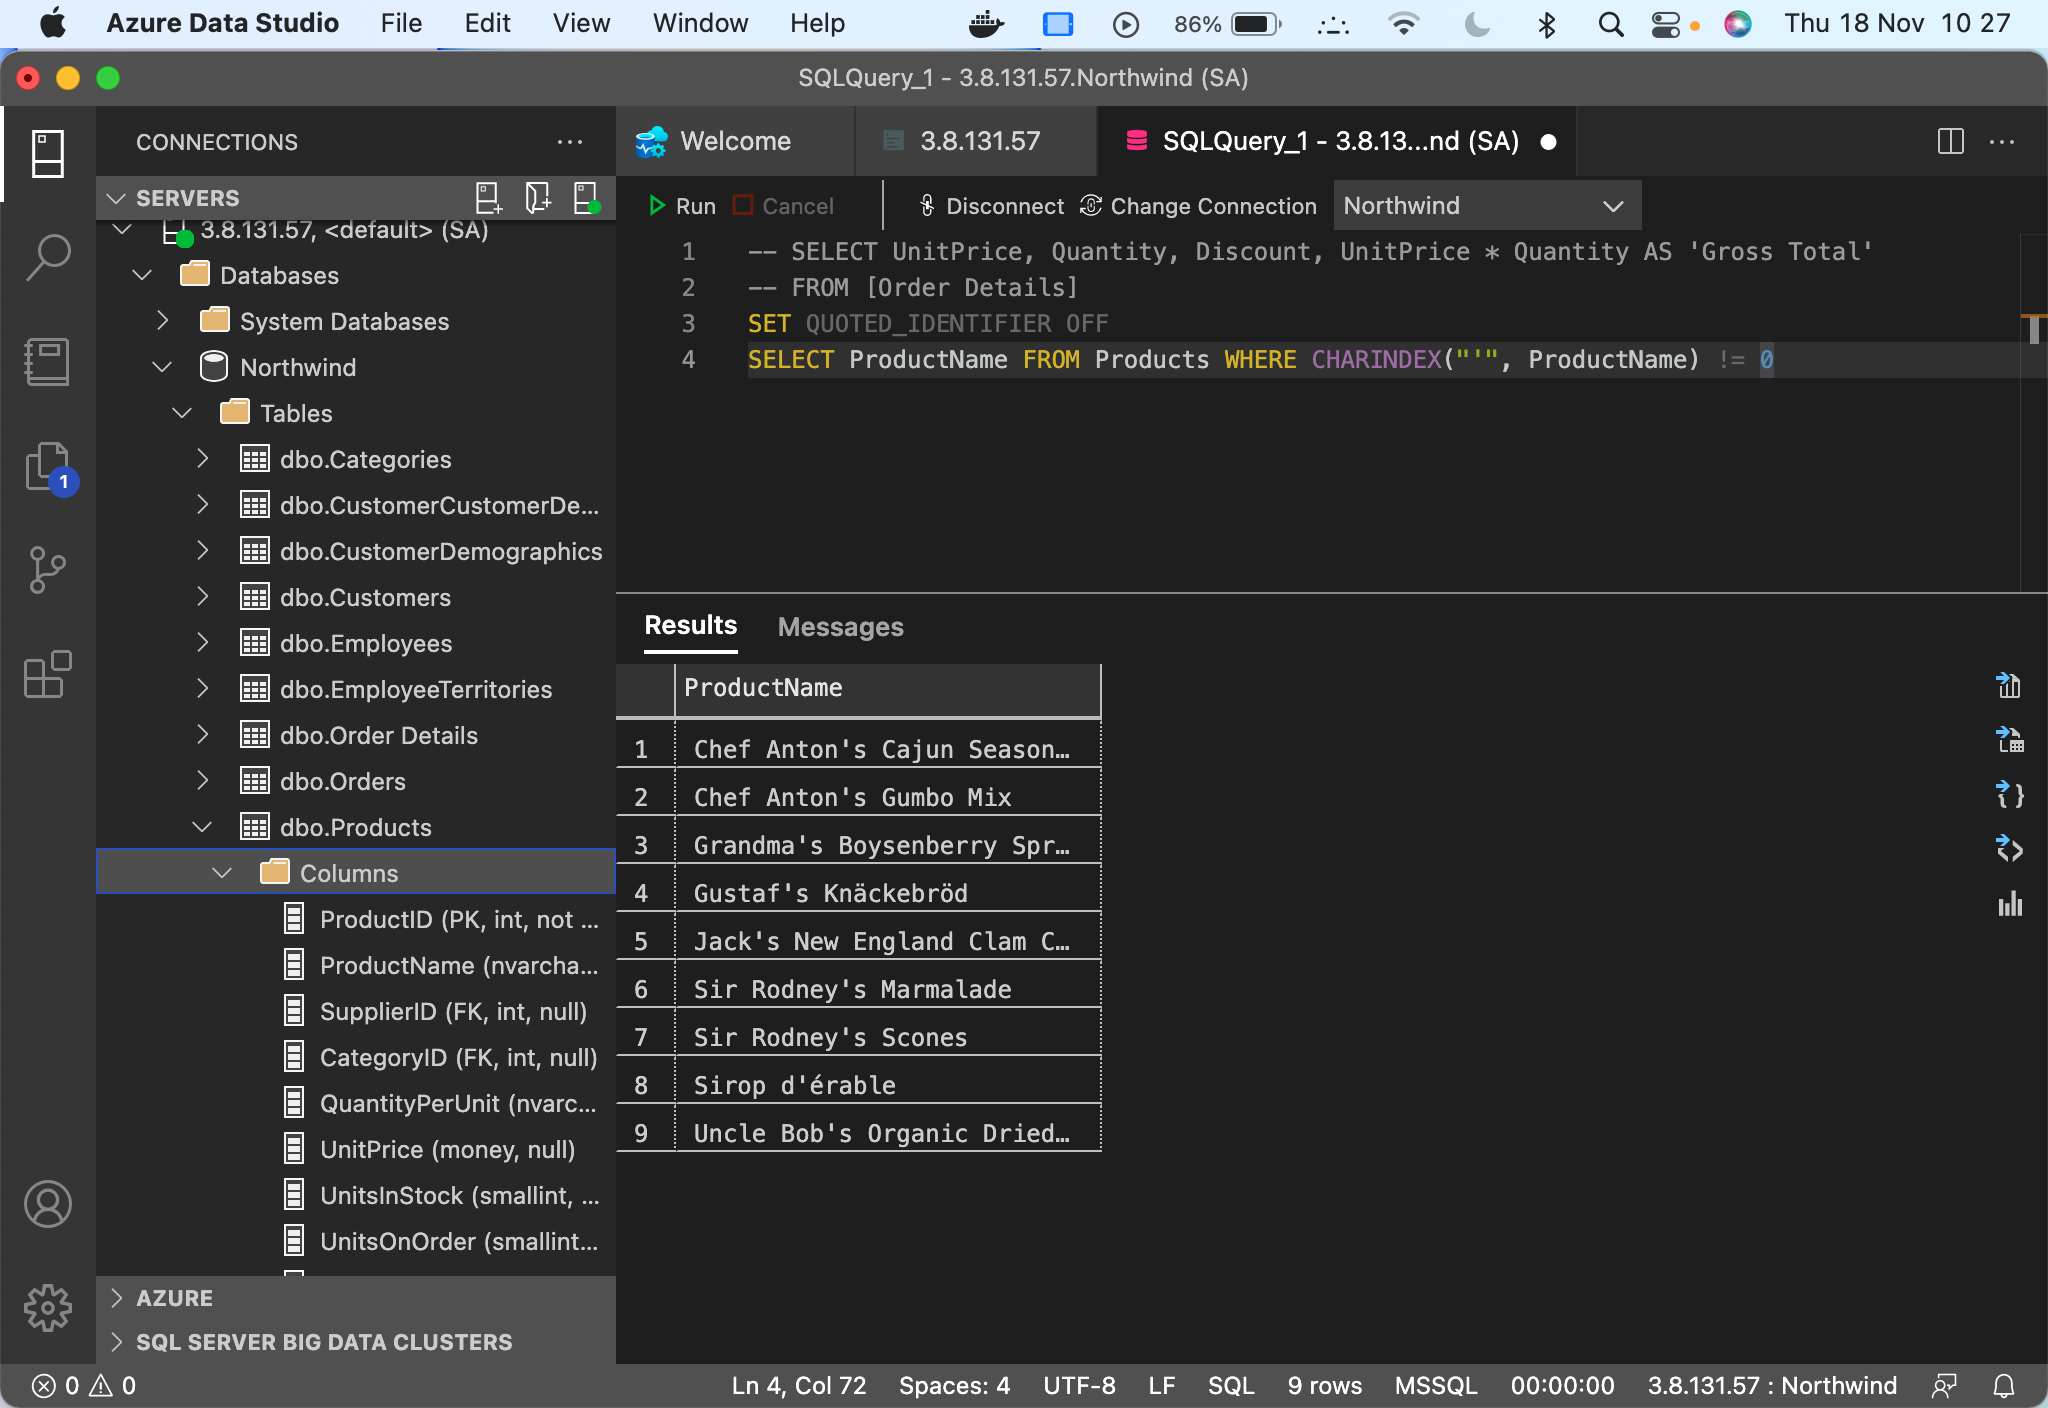 Azure Data Studio File Edit View Window Help 86% Thu 18 Nov 10 27
SQLQuery_1 - 3.8.131.57.Northwind (SA)
CONNECTIONS ...
SERVERS
3.8.131.57, <default> (SA)
Databases
System Databases
Northwind
Tables
dbo.Categories
dbo.CustomerCustomerDe...
dbo.CustomerDemographics
dbo.Customers
dbo.Employees
dbo.EmployeeTerritories
dbo.Order Details
dbo.Orders
dbo.Products
Columns
ProductID (PK, int, not ...
ProductName (nvarcha...
SupplierID (FK, int, null)
CategoryID (FK, int, null)
QuantityPerUnit (nvarc...
UnitPrice (money, null)
UnitsInStock (smallint, ...
UnitsOnOrder (smallint...
AZURE
SQL SERVER BIG DATA CLUSTERS
1
Welcome 3.8.131.57 SQLQuery_1 - 3.8.13...nd (SA)
Run Cancel Disconnect Change Connection Northwind
1 -- SELECT UnitPrice, Quantity, Discount, UnitPrice * Quantity AS 'Gross Total'
2 -- FROM [Order Details]
3 SET QUOTED_IDENTIFIER OFF
4 SELECT ProductName FROM Products WHERE CHARINDEX("'", ProductName) != 0
Results Messages
ProductName
1 Chef Anton's Cajun Season…
2 Chef Anton's Gumbo Mix
3 Grandma's Boysenberry Spr…
4 Gustaf's Knäckebröd
5 Jack's New England Clam C…
6 Sir Rodney's Marmalade
7 Sir Rodney's Scones
8 Sirop d'érable
9 Uncle Bob's Organic Dried…
0 0 Ln 4, Col 72 Spaces: 4 UTF-8 LF SQL 9 rows MSSQL 00:00:00 3.8.131.57 : Northwind